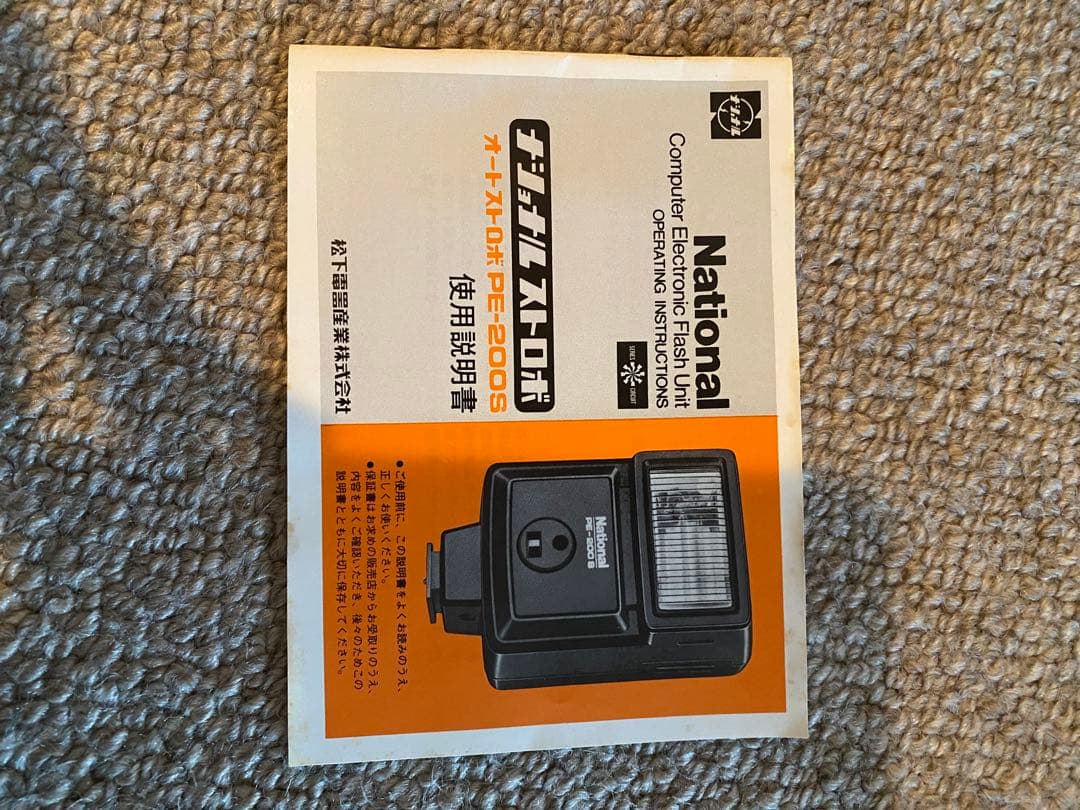 ナショナル
National
Computer Electronic Flash Unit
OPERATING INSTRUCTIONS
SERIES CIRCUIT
ナショナルストロボ
オートストロボ PE-200S
使用説明書
松下電器産業株式会社
National
PE-200S
●ご使用前に、この説明書をよくお読みのうえ、
正しくお使いください。
●保証書はお求めの販売店からお受取りのうえ、
内容をよくご確認いただき、後々のためこの
説明書とともに大切に保存してください。